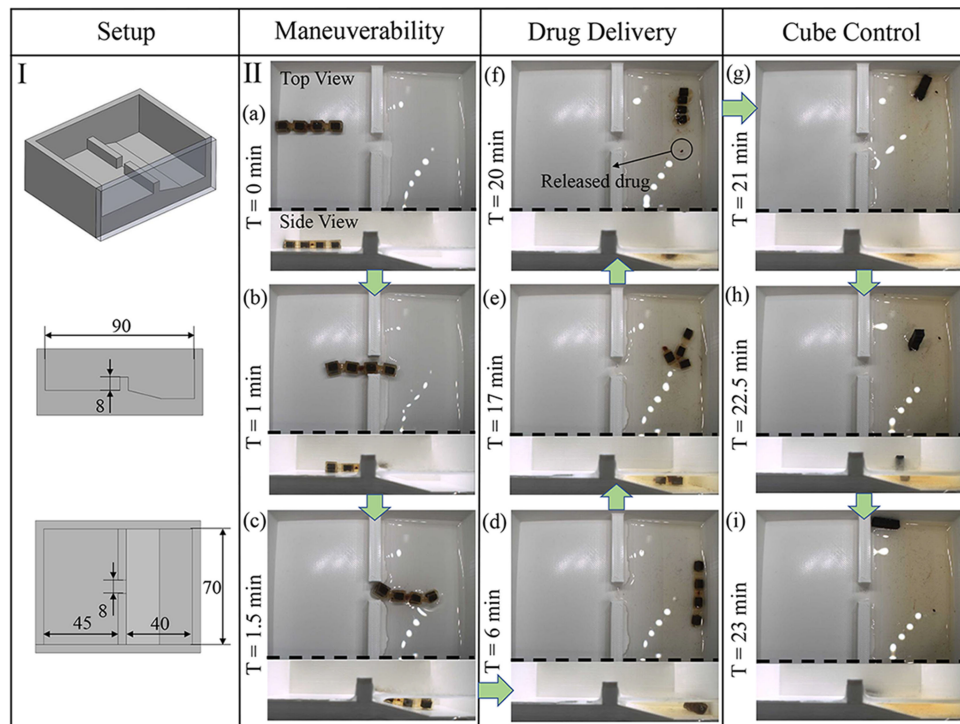 Setup
Maneuverability
Drug Delivery
Cube Control
I
90
8
8
45
40
70
II
Top View
(a)
T = 0 min
Side View
(b)
T = 1 min
(c)
T = 1.5 min
(f)
T = 20 min
Released drug
(e)
T = 17 min
(d)
T = 6 min
(g)
T = 21 min
(h)
T = 22.5 min
(i)
T = 23 min